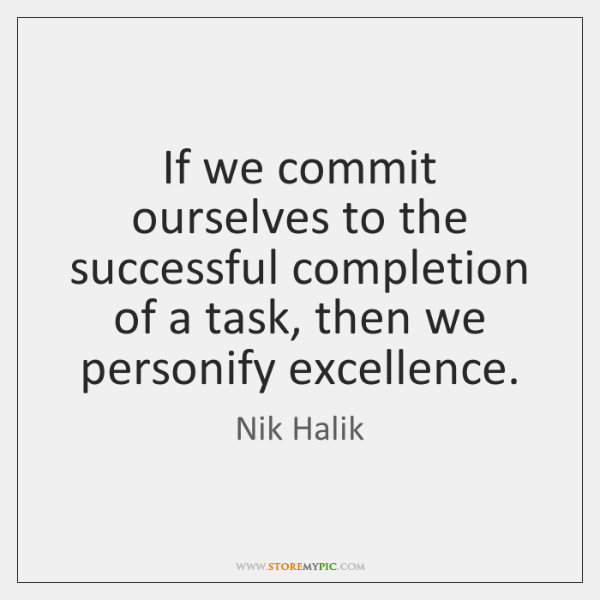 If we commit
ourselves to the
successful completion
of a task, then we
personify excellence.
Nik Halik
WWW.STOREMYPIC.COM